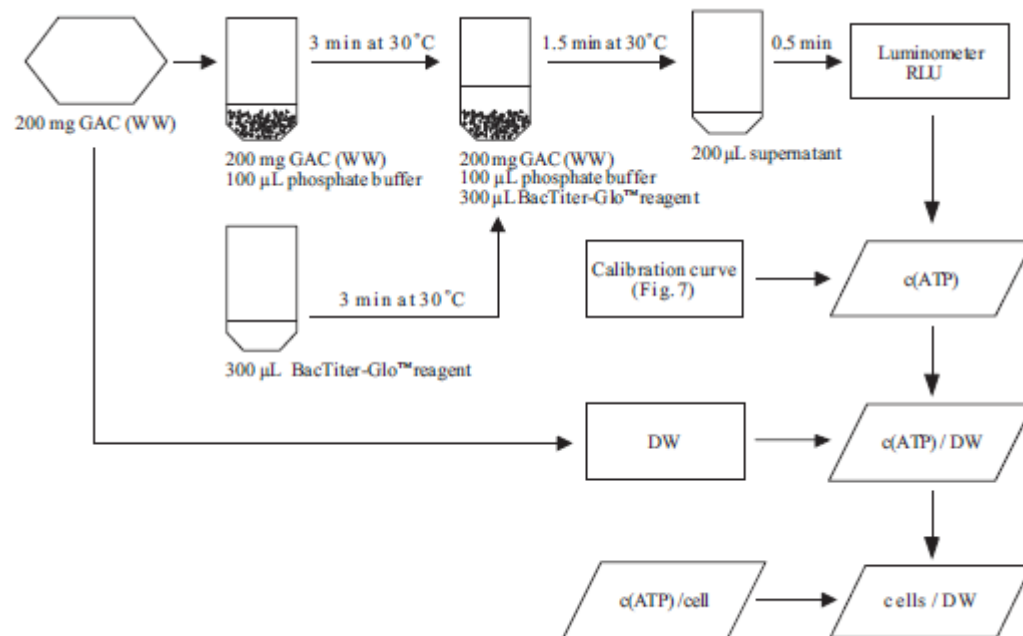 3 min at 30˚C
1.5 min at 30˚C
0.5 min
Luminometer
RLU
200 mg GAC (WW)
200 mg GAC (WW)
100 µL phosphate buffer
200 mg GAC (WW)
100 µL phosphate buffer
300 µL BacTiter-Glo™ reagent
200 µL supernatant
Calibration curve
(Fig. 7)
c(ATP)
3 min at 30˚C
300 µL BacTiter-Glo™ reagent
DW
c(ATP) / DW
c(ATP) /cell
cells / DW